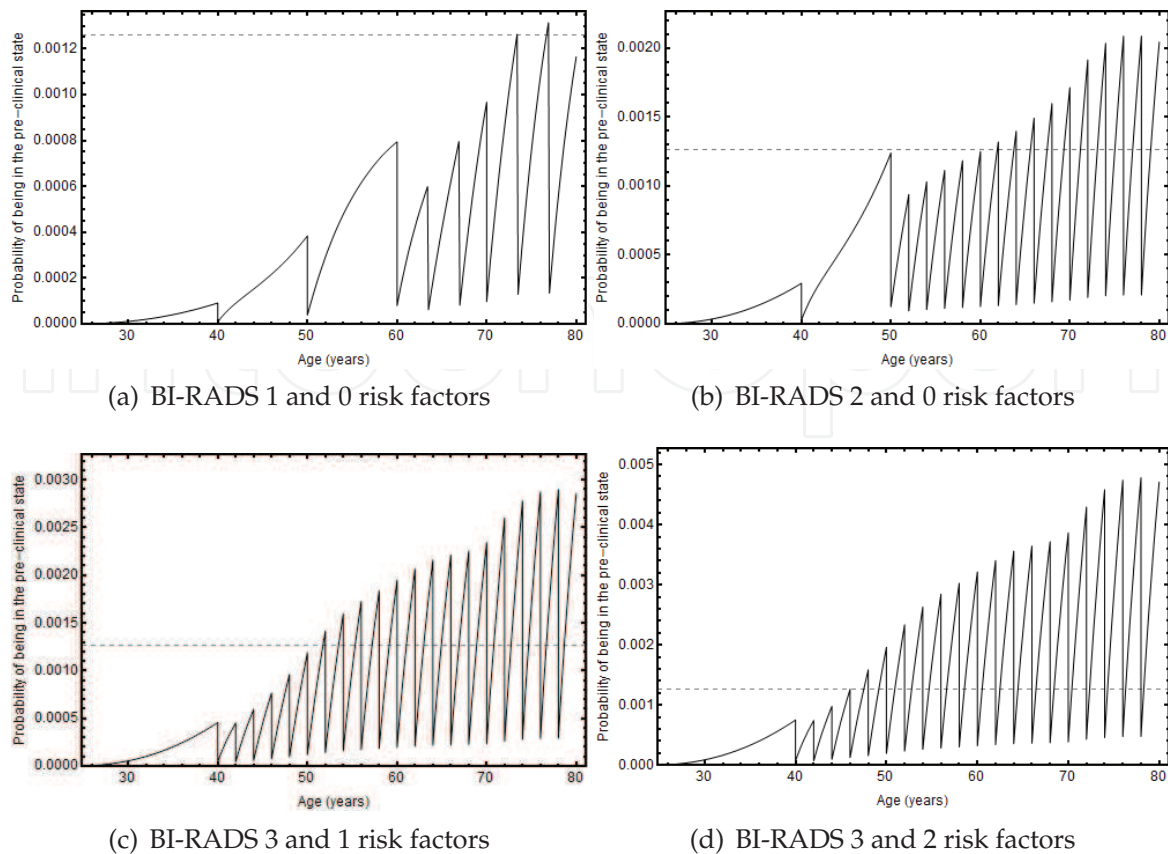 Probability of being in the pre-clinical state
0.0012
0.0010
0.0008
0.0006
0.0004
0.0002
0.0000
30 40 50 60 70 80
Age (years)
(a) BI-RADS 1 and 0 risk factors
Probability of being in the pre-clinical state
0.0020
0.0015
0.0010
0.0005
0.0000
30 40 50 60 70 80
Age (years)
(b) BI-RADS 2 and 0 risk factors
Probability of being in the pre-clinical state
0.0030
0.0025
0.0020
0.0015
0.0010
0.0005
0.0000
30 40 50 60 70 80
Age (years)
(c) BI-RADS 3 and 1 risk factors
Probability of being in the pre-clinical state
0.005
0.004
0.003
0.002
0.001
0.000
30 40 50 60 70 80
Age (years)
(d) BI-RADS 3 and 2 risk factors